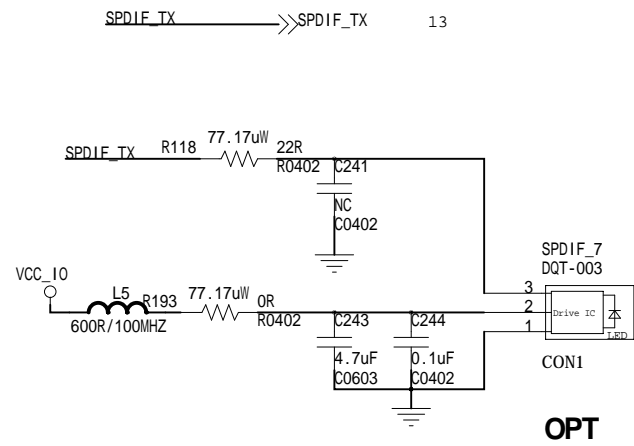 SPDIF_TX SPDIF_TX 13
SPDIF_TX R118 77.17uW 22R
R0402 C241
NC
C0402
VCC_IO
L5 R193 77.17uW 0R
600R/100MHZ R0402 C243 C244
4.7uF 0.1uF
C0603 C0402
SPDIF_7
DQT-003
3
2 Drive IC
1 LED
CON1
OPT